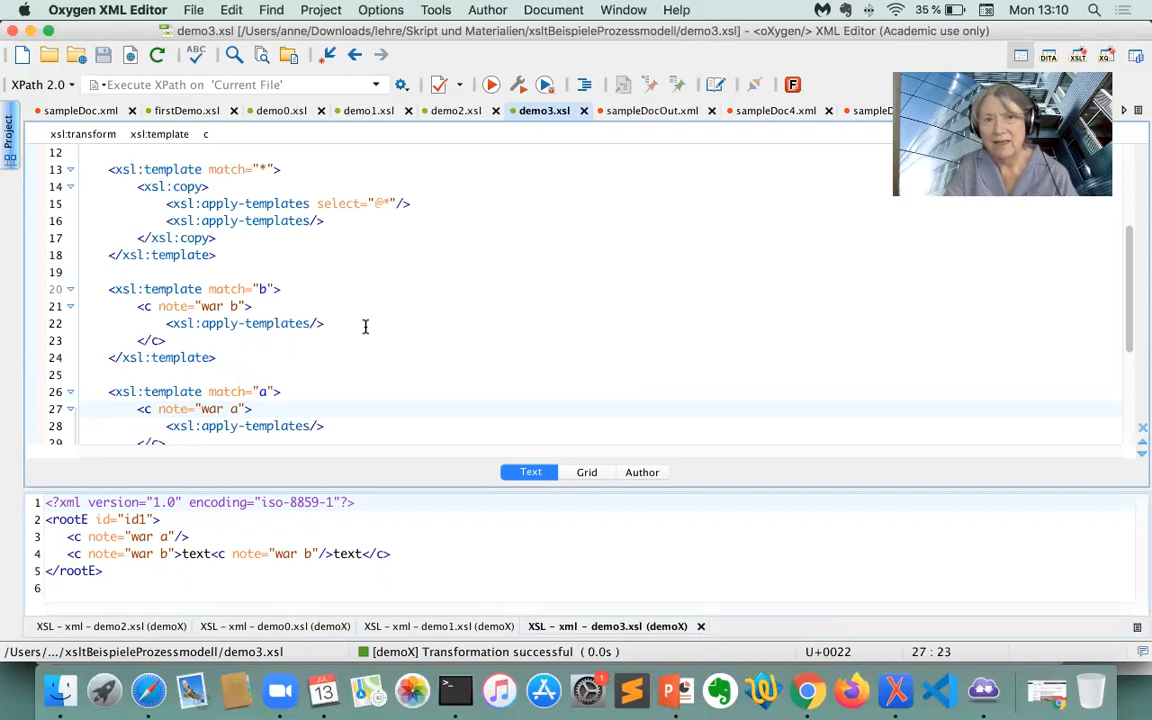 Oxygen XML Editor File Edit Find Project Options Tools Author Document Window Help 35 % Mon 13:10
demo3.xsl [/Users/anne/Downloads/lehre/Skript und Materialien/xsltBeispieleProzessmodell/demo3.xsl] - <oXygen/> XML Editor (Academic use only)
XPath 2.0 Execute XPath on 'Current File'
sampleDoc.xml firstDemo.xsl demo0.xsl demo1.xsl demo2.xsl demo3.xsl sampleDocOut.xml sampleDoc4.xml sampleD
Project
xsl:transform xsl:template c
12
13 <xsl:template match="*">
14 <xsl:copy>
15 <xsl:apply-templates select="@*"/>
16 <xsl:apply-templates/>
17 </xsl:copy>
18 </xsl:template>
19
20 <xsl:template match="b">
21 <c note="war b">
22 <xsl:apply-templates/>
23 </c>
24 </xsl:template>
25
26 <xsl:template match="a">
27 <c note="war a">
28 <xsl:apply-templates/>
29 </c>
Text Grid Author
1 <?xml version="1.0" encoding="iso-8859-1"?>
2 <rootE id="id1">
3 <c note="war a"/>
4 <c note="war b">text<c note="war b"/>text</c>
5 </rootE>
6
XSL - xml - demo2.xsl (demoX) XSL - xml - demo0.xsl (demoX) XSL - xml - demo1.xsl (demoX) XSL - xml - demo3.xsl (demoX)
/Users/.../xsltBeispieleProzessmodell/demo3.xsl [demoX] Transformation successful ( 0.0s ) U+0022 27 : 23